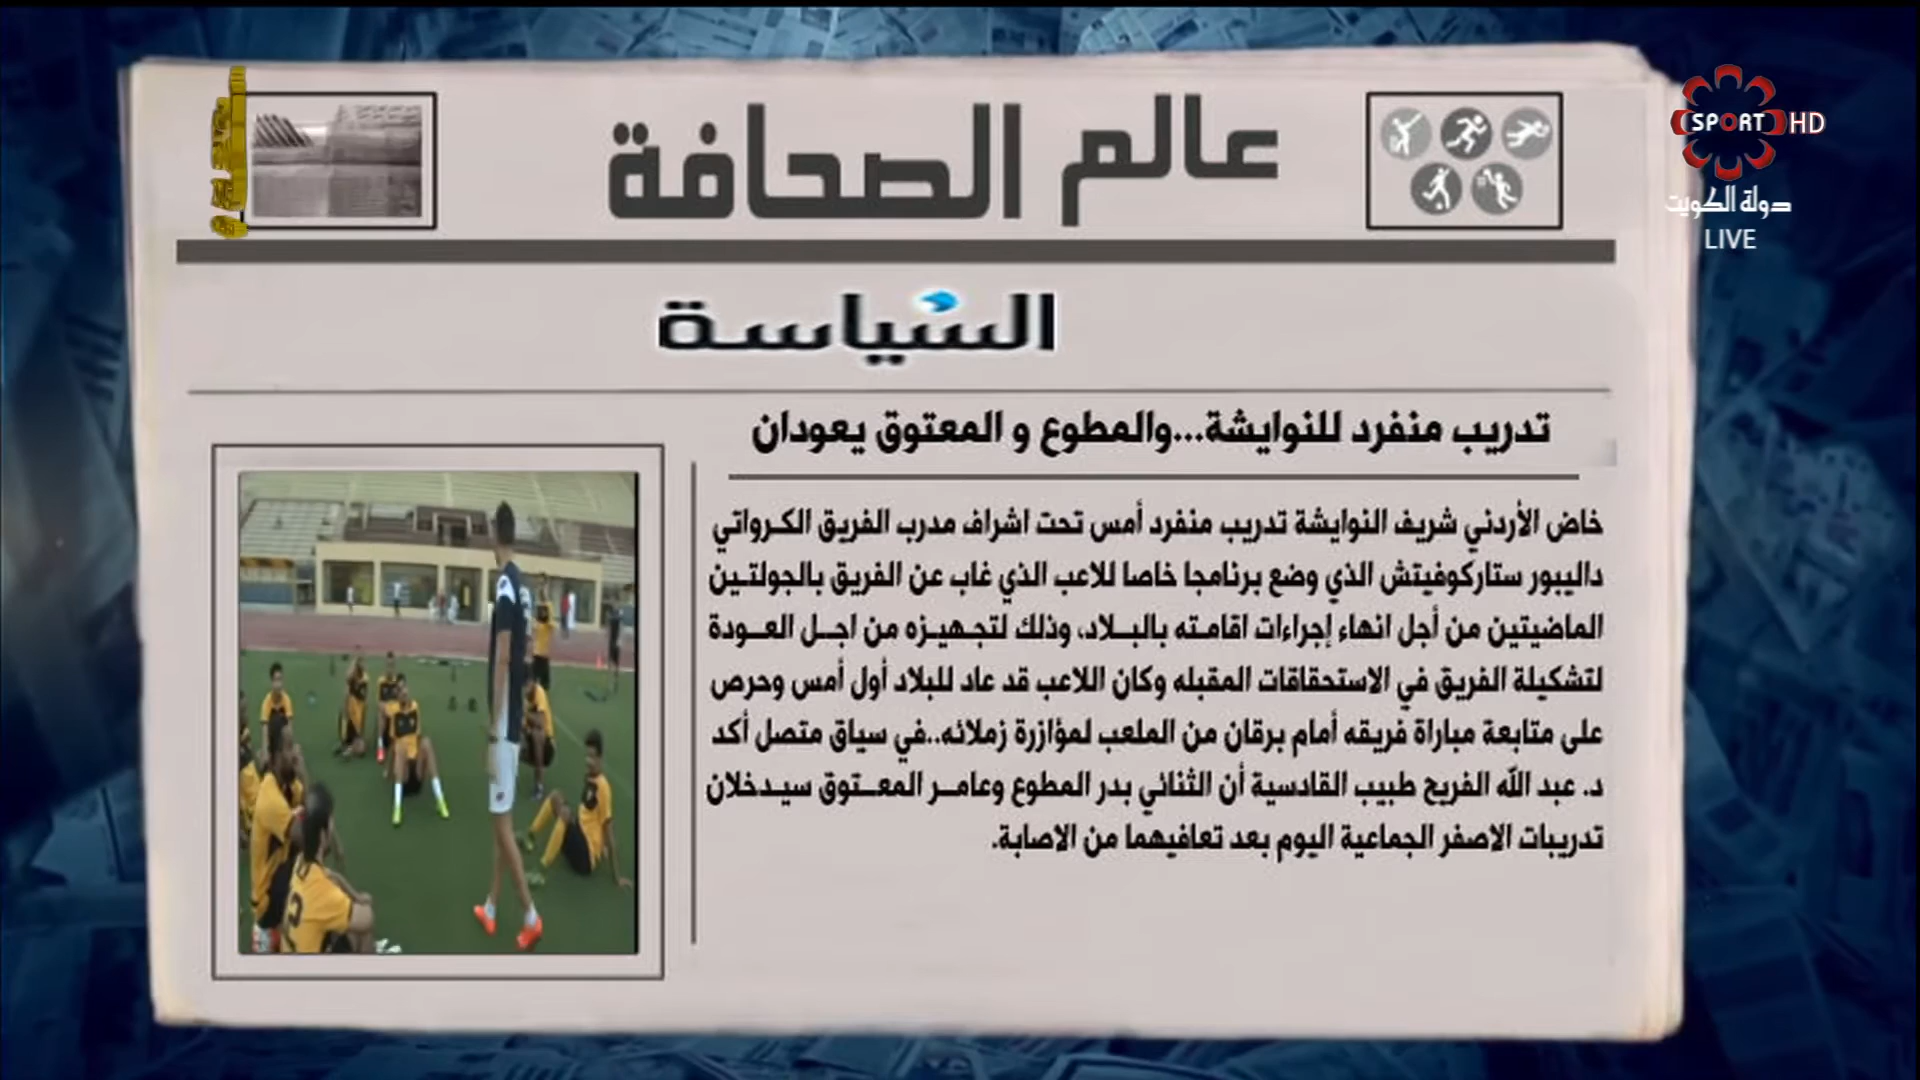 عالم الصحافة
SPORT HD
دولة الكويت
LIVE
السياسة
تدريب منفرد للنوايشة...والمطوع و المعتوق يعودان
خاض الأردني شريف النوايشة تدريب منفرد أمس تحت اشراف مدرب الفريق الكرواتي
داليبور ستاركوفيتش الذي وضع برنامجا خاصا للاعب الذي غاب عن الفريق بالجولتين
الماضيتين من أجل انهاء إجراءات اقامته بالبلاد، وذلك لتجهيزه من اجل العودة
لتشكيلة الفريق في الاستحقاقات المقبله وكان اللاعب قد عاد للبلاد أول أمس وحرص
على متابعة مباراة فريقه أمام برقان من الملعب لمؤازرة زملائه..في سياق متصل أكد
د. عبد الله الفريح طبيب القادسية أن الثنائي بدر المطوع وعامر المعتوق سيدخلان
تدريبات الاصفر الجماعية اليوم بعد تعافيهما من الاصابة.